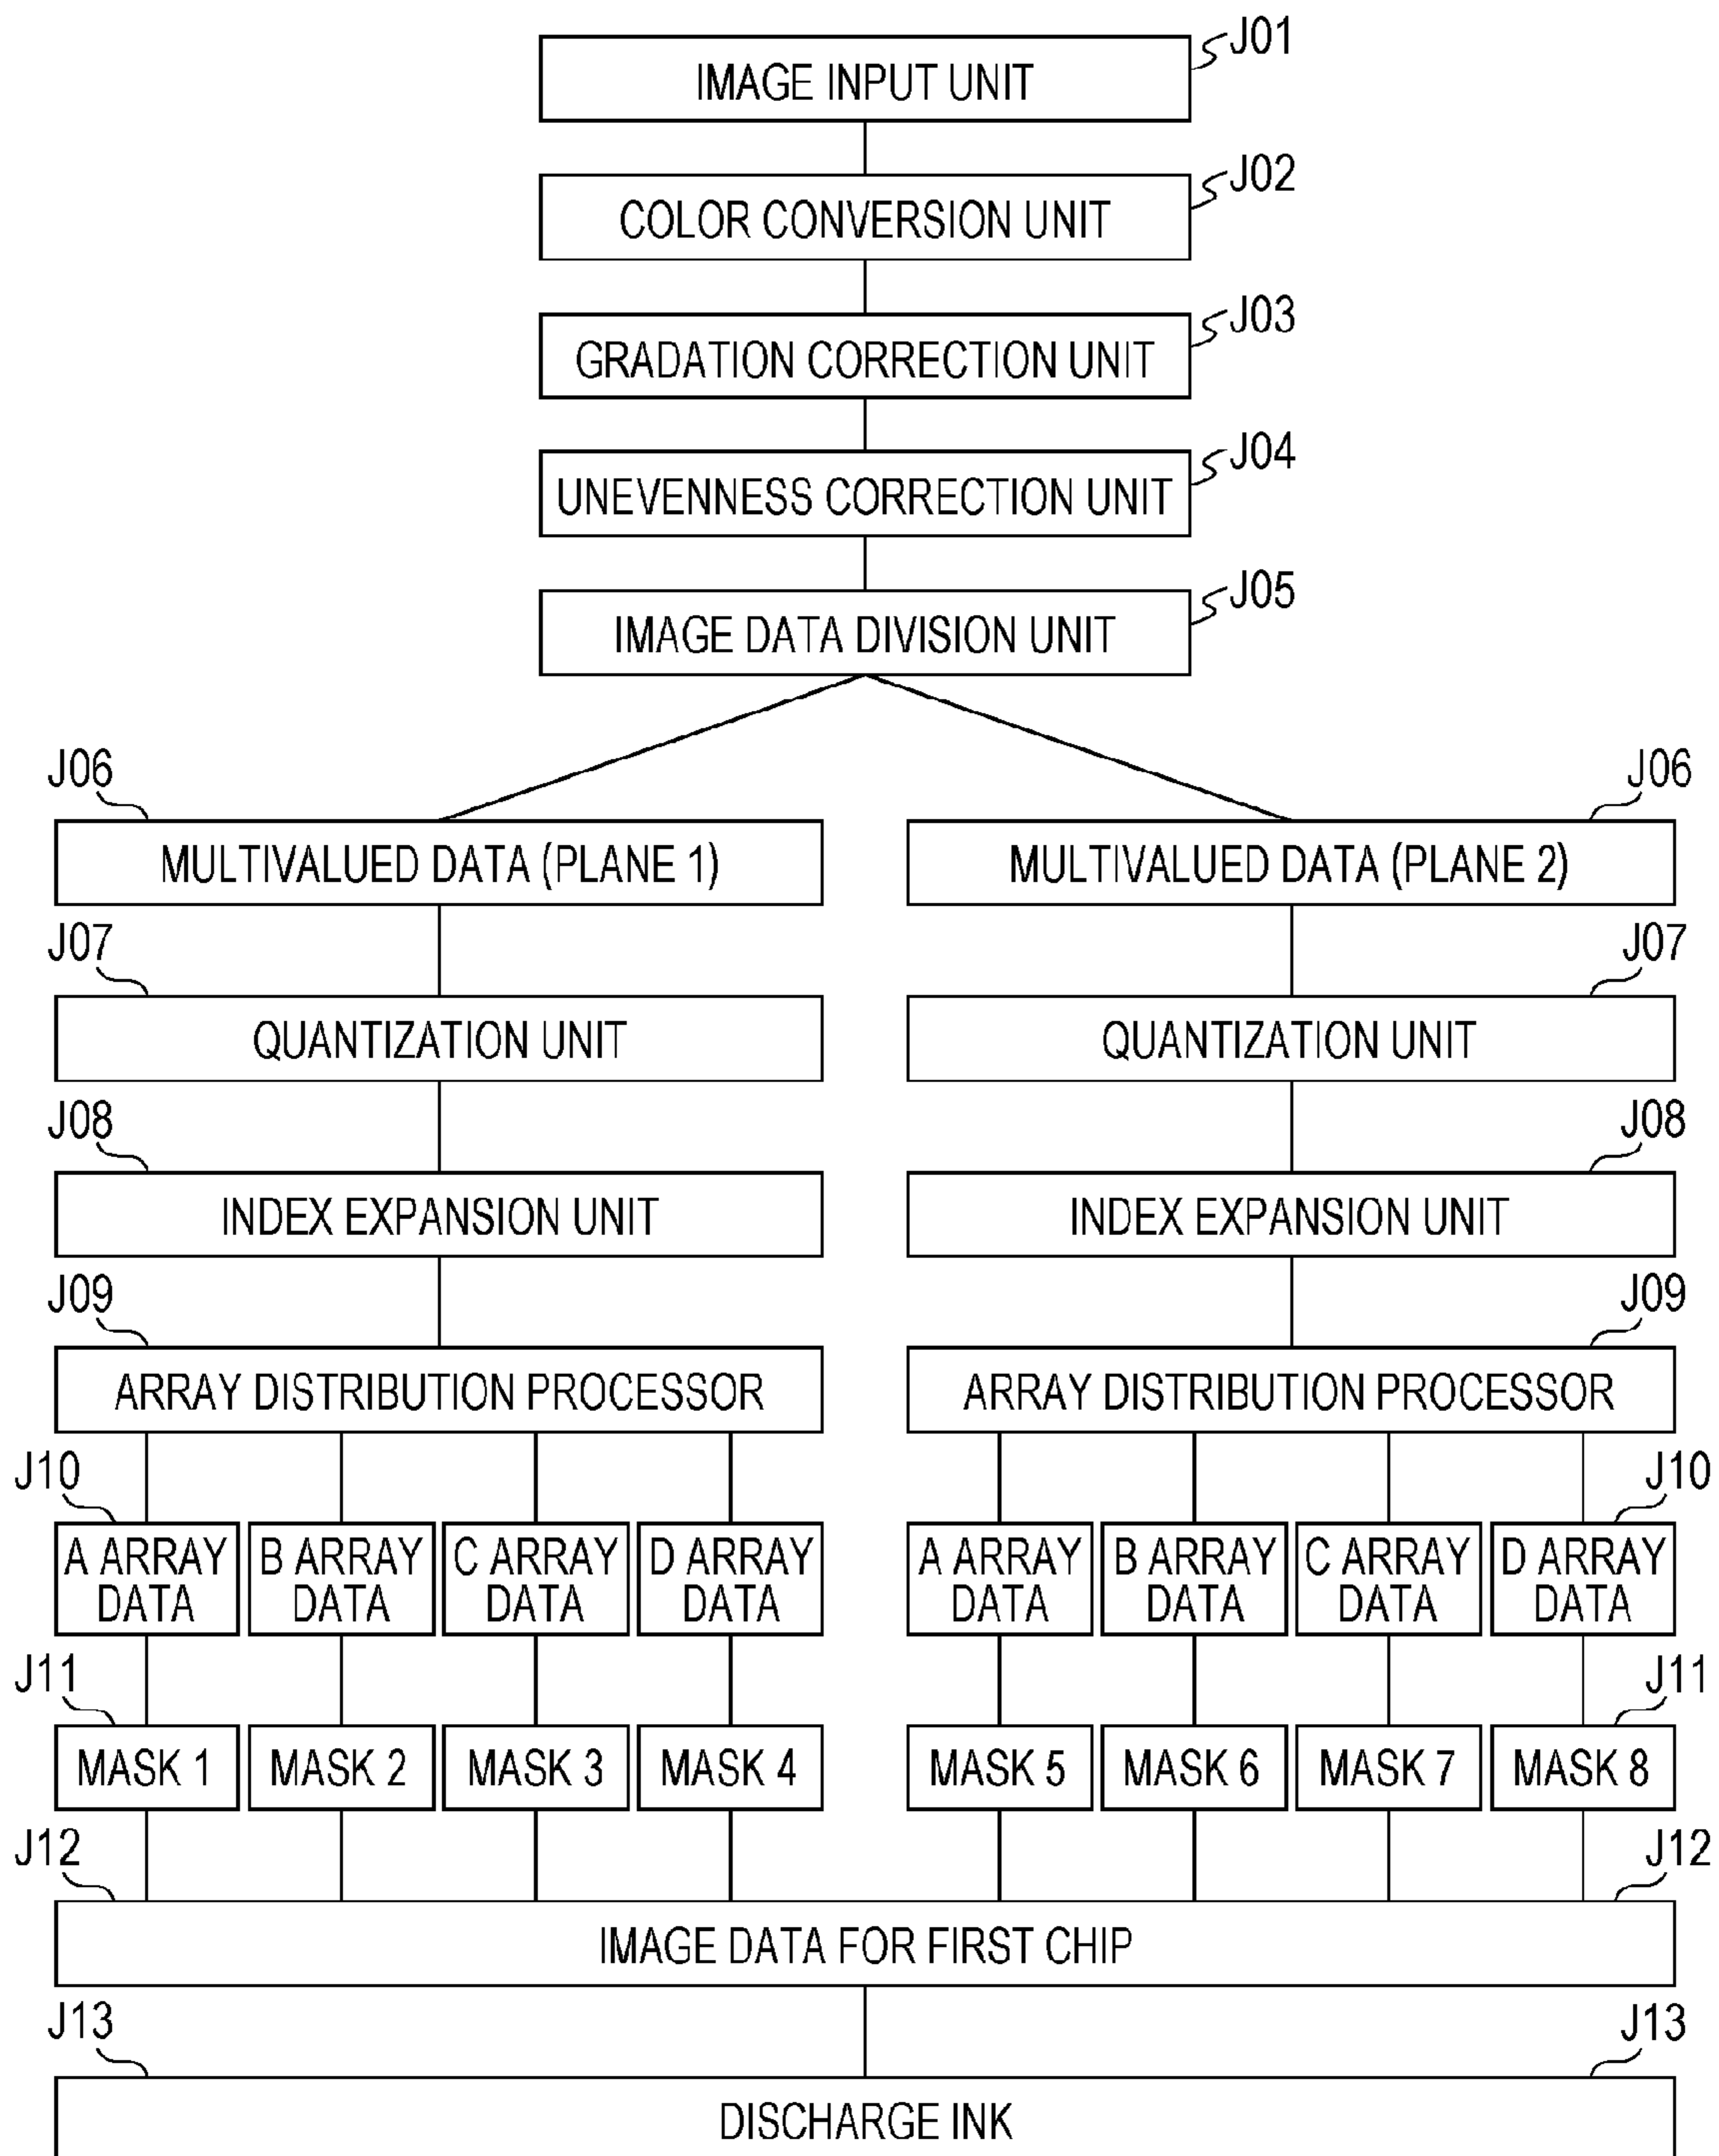 IMAGE INPUT UNIT J01
COLOR CONVERSION UNIT J02
GRADATION CORRECTION UNIT J03
UNEVENNESS CORRECTION UNIT J04
IMAGE DATA DIVISION UNIT J05
J06 J06
MULTIVALUED DATA (PLANE 1) MULTIVALUED DATA (PLANE 2)
J07 J07
QUANTIZATION UNIT QUANTIZATION UNIT
J08 J08
INDEX EXPANSION UNIT INDEX EXPANSION UNIT
J09 J09
ARRAY DISTRIBUTION PROCESSOR ARRAY DISTRIBUTION PROCESSOR
J10 J10
A ARRAY B ARRAY C ARRAY D ARRAY A ARRAY B ARRAY C ARRAY D ARRAY
DATA DATA DATA DATA DATA DATA DATA DATA
J11 J11
MASK 1 MASK 2 MASK 3 MASK 4 MASK 5 MASK 6 MASK 7 MASK 8
J12 J12
IMAGE DATA FOR FIRST CHIP
J13 J13
DISCHARGE INK